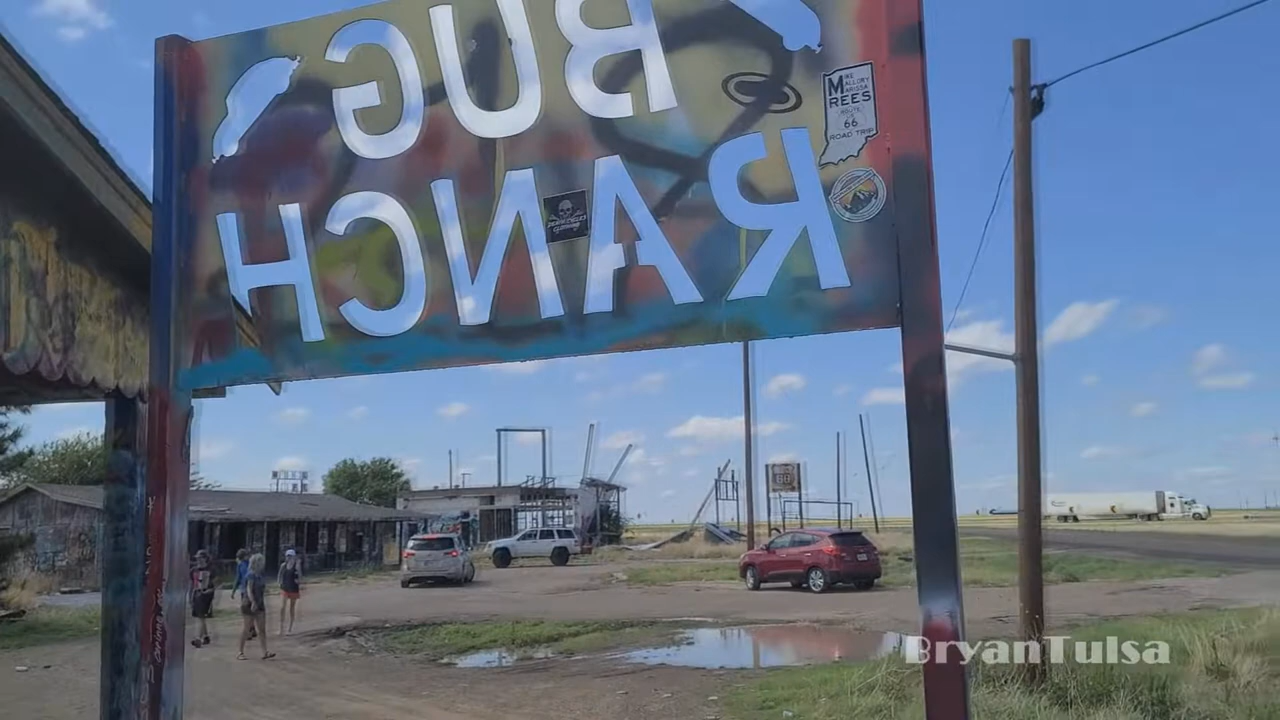 BUG
RANCH
MIKE
MALLORY
MARISSA
REES
ROUTE
66
ROAD TRIP
BryanTulsa